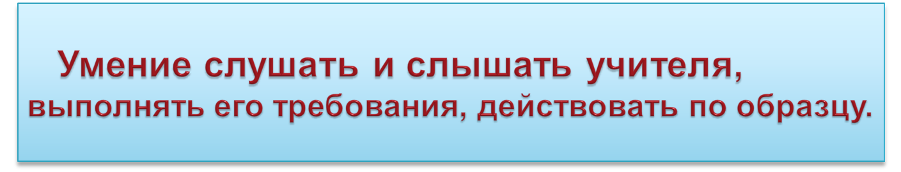 Умение слушать и слышать учителя,
выполнять его требования, действовать по образцу.